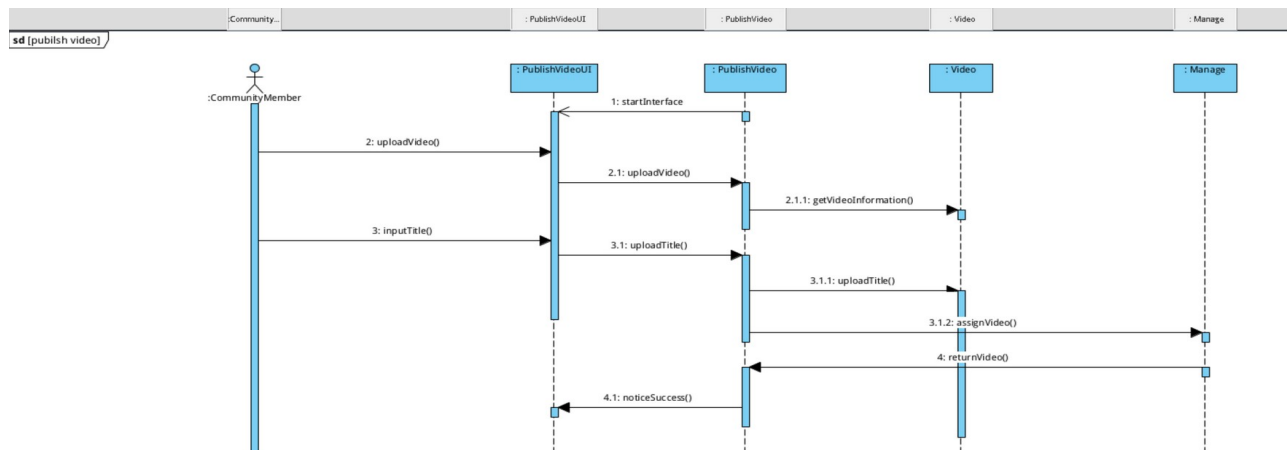 :Community...
: PublishVideoUI
: PublishVideo
: Video
: Manage
sd [pubilsh video]
: PublishVideoUI
: PublishVideo
: Video
: Manage
:CommunityMember
1: startInterface
2: uploadVideo()
2.1: uploadVideo()
2.1.1: getVideoInformation()
3: inputTitle()
3.1: uploadTitle()
3.1.1: uploadTitle()
3.1.2: assignVideo()
4: returnVideo()
4.1: noticeSuccess()